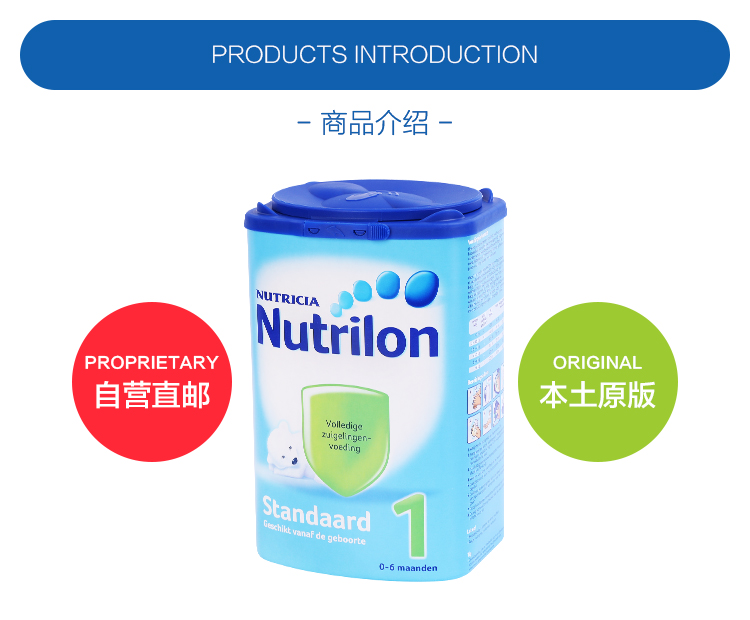 PRODUCTS INTRODUCTION
- 商品介绍 -
NUTRICIA
Nutrilon
PROPRIETARY
自营直邮
ORIGINAL
本土原版
Volledige
zuigelingen-
voeding
Standaard
Geschikt vanaf de geboorte
1
0-6 maanden